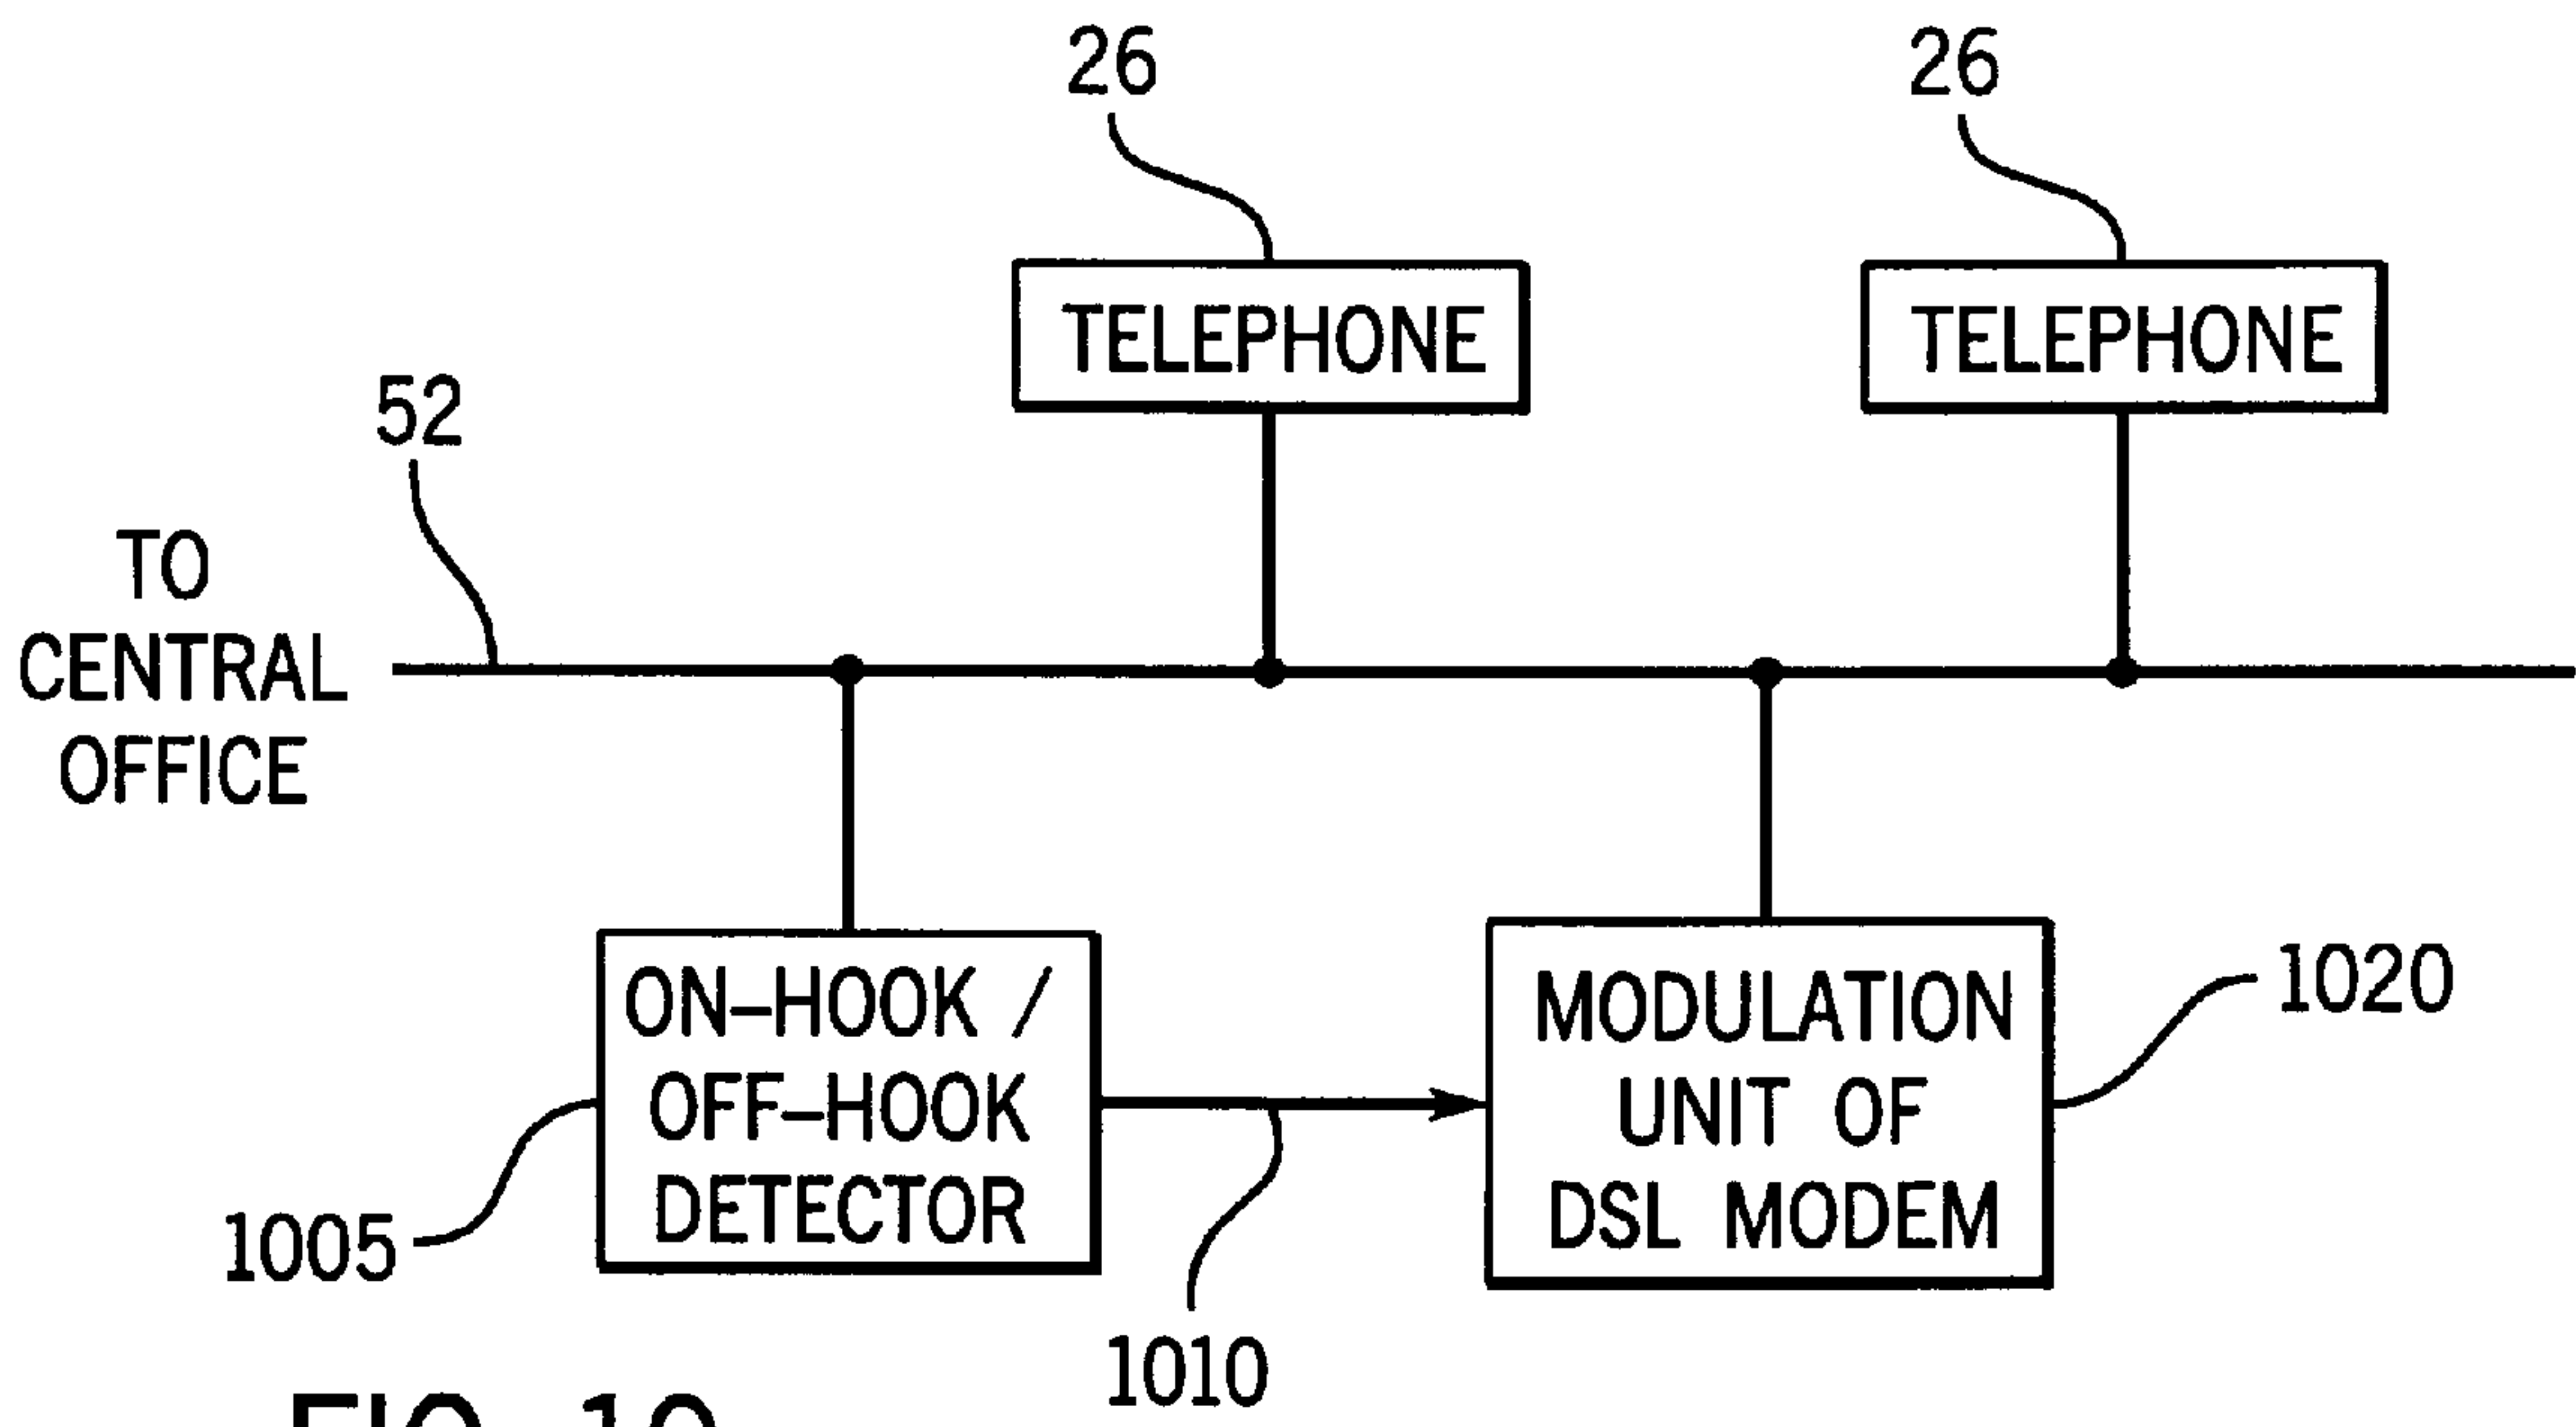 26
26
TELEPHONE
TELEPHONE
52
TO
CENTRAL
OFFICE
ON-HOOK /
OFF-HOOK
DETECTOR
MODULATION
UNIT OF
DSL MODEM
1020
1005
1010